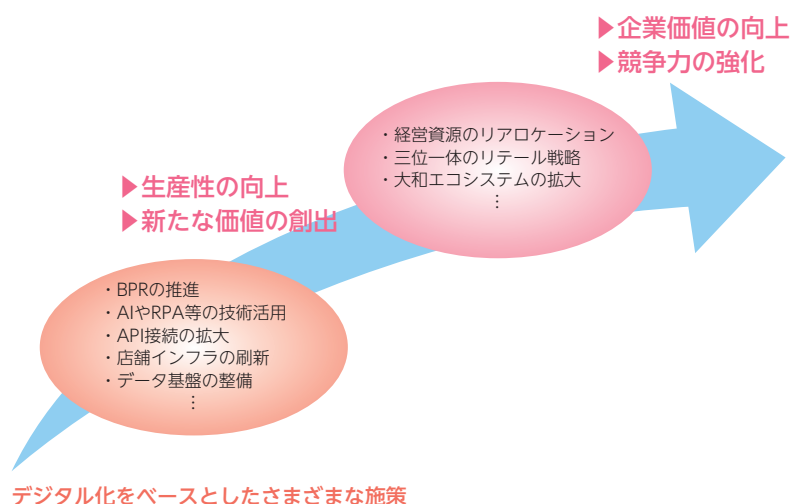 ▶企業価値の向上
▶競争力の強化
・経営資源のリアロケーション
・三位一体のリテール戦略
・大和エコシステムの拡大
⋮
▶生産性の向上
▶新たな価値の創出
・BPRの推進
・AIやRPA等の技術活用
・API接続の拡大
・店舗インフラの刷新
・データ基盤の整備
⋮
デジタル化をベースとしたさまざまな施策